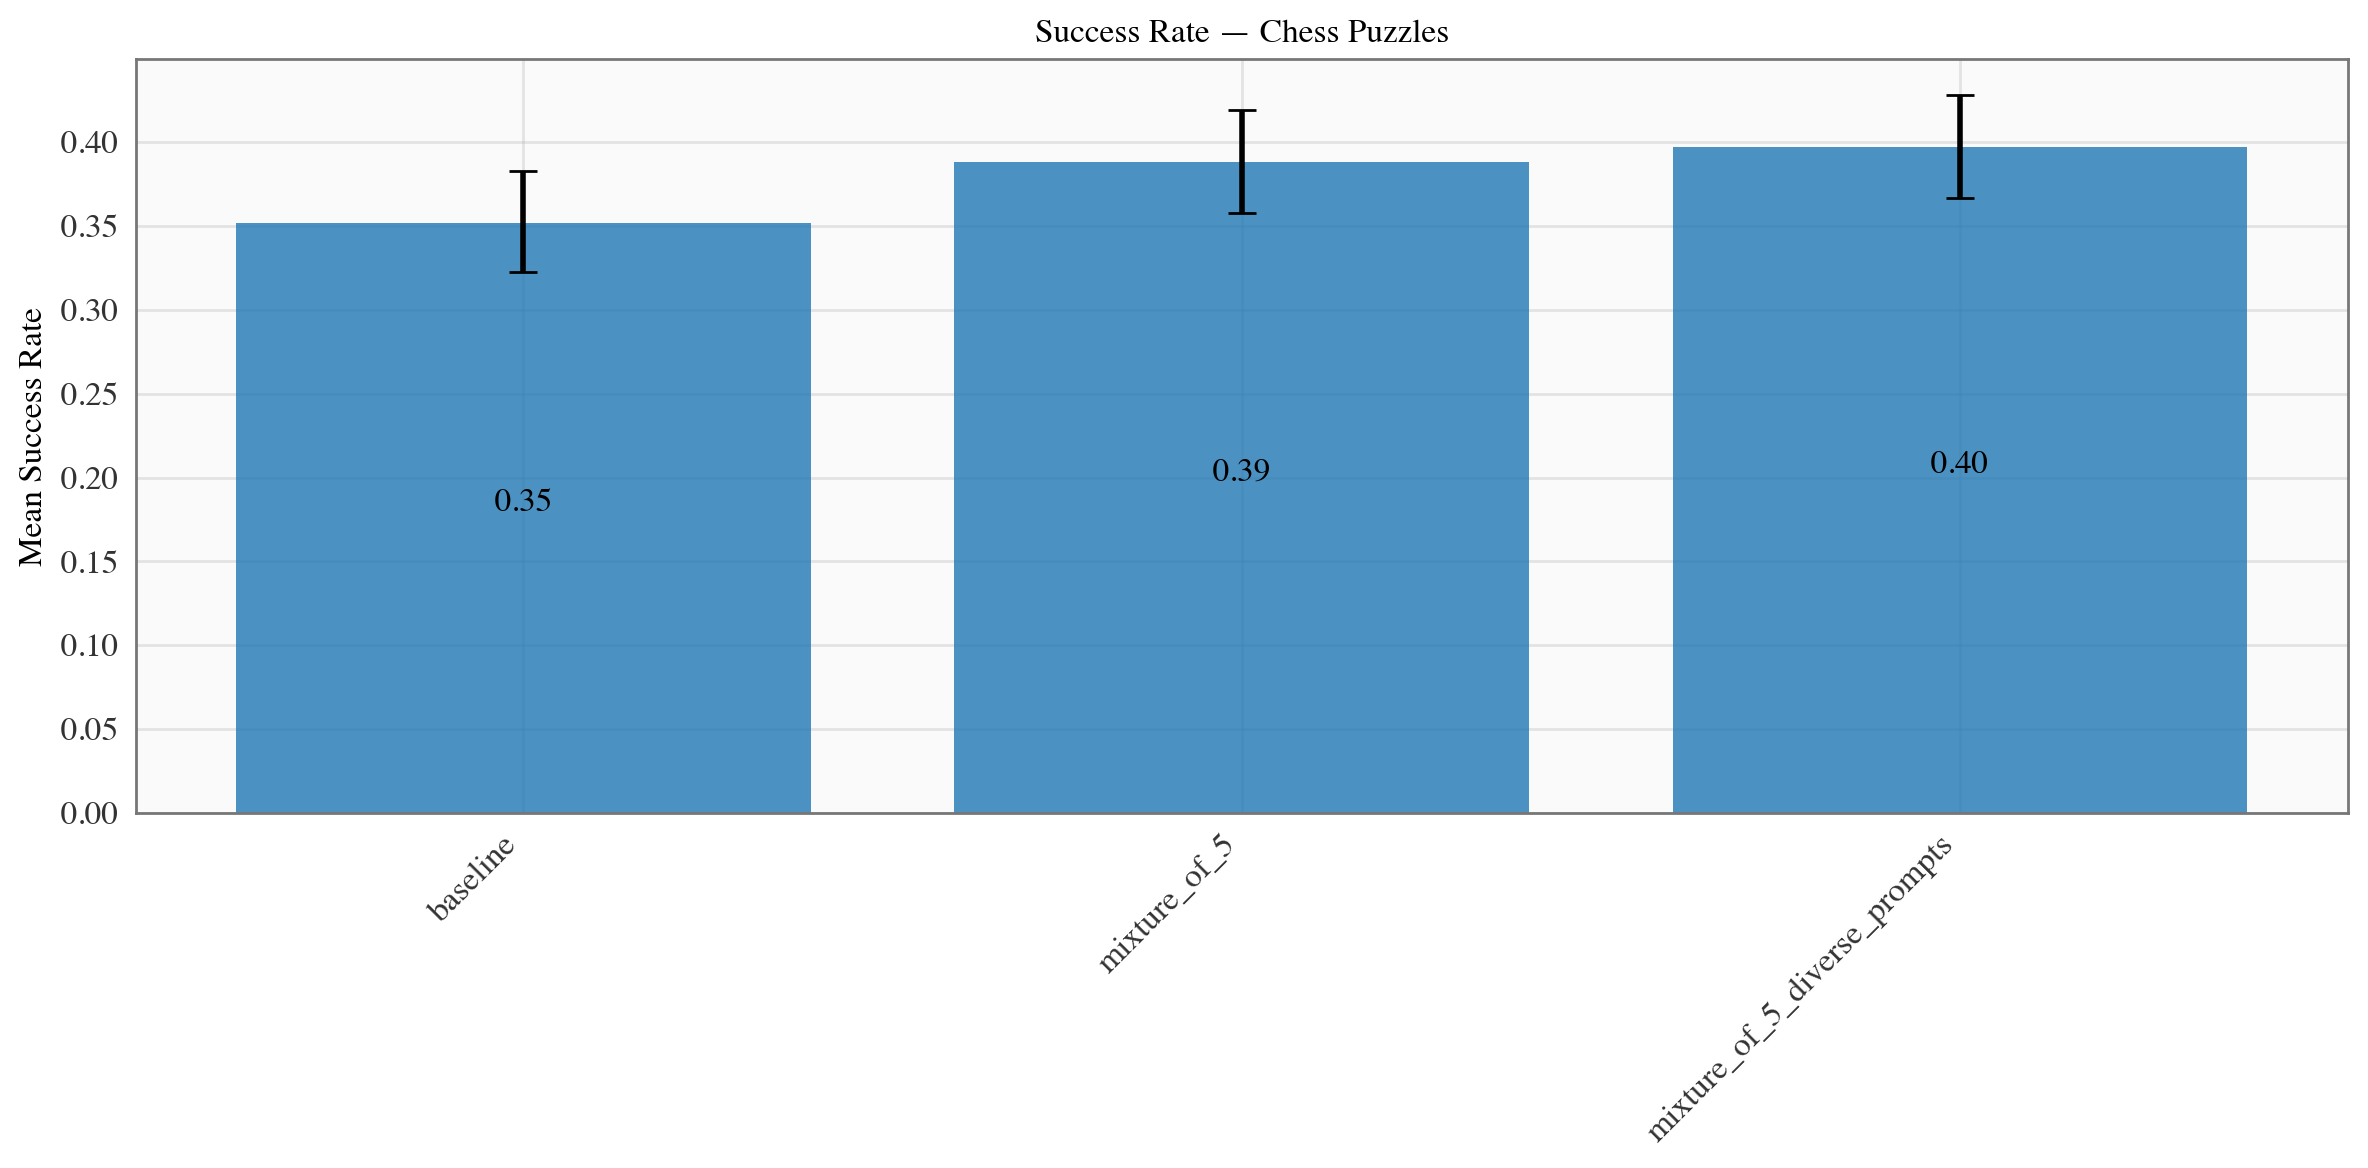 Success Rate — Chess Puzzles
Mean Success Rate
0.40
0.35
0.30
0.25
0.20
0.15
0.10
0.05
0.00
0.35
0.39
0.40
baseline
mixture_of_5
mixture_of_5_diverse_prompts